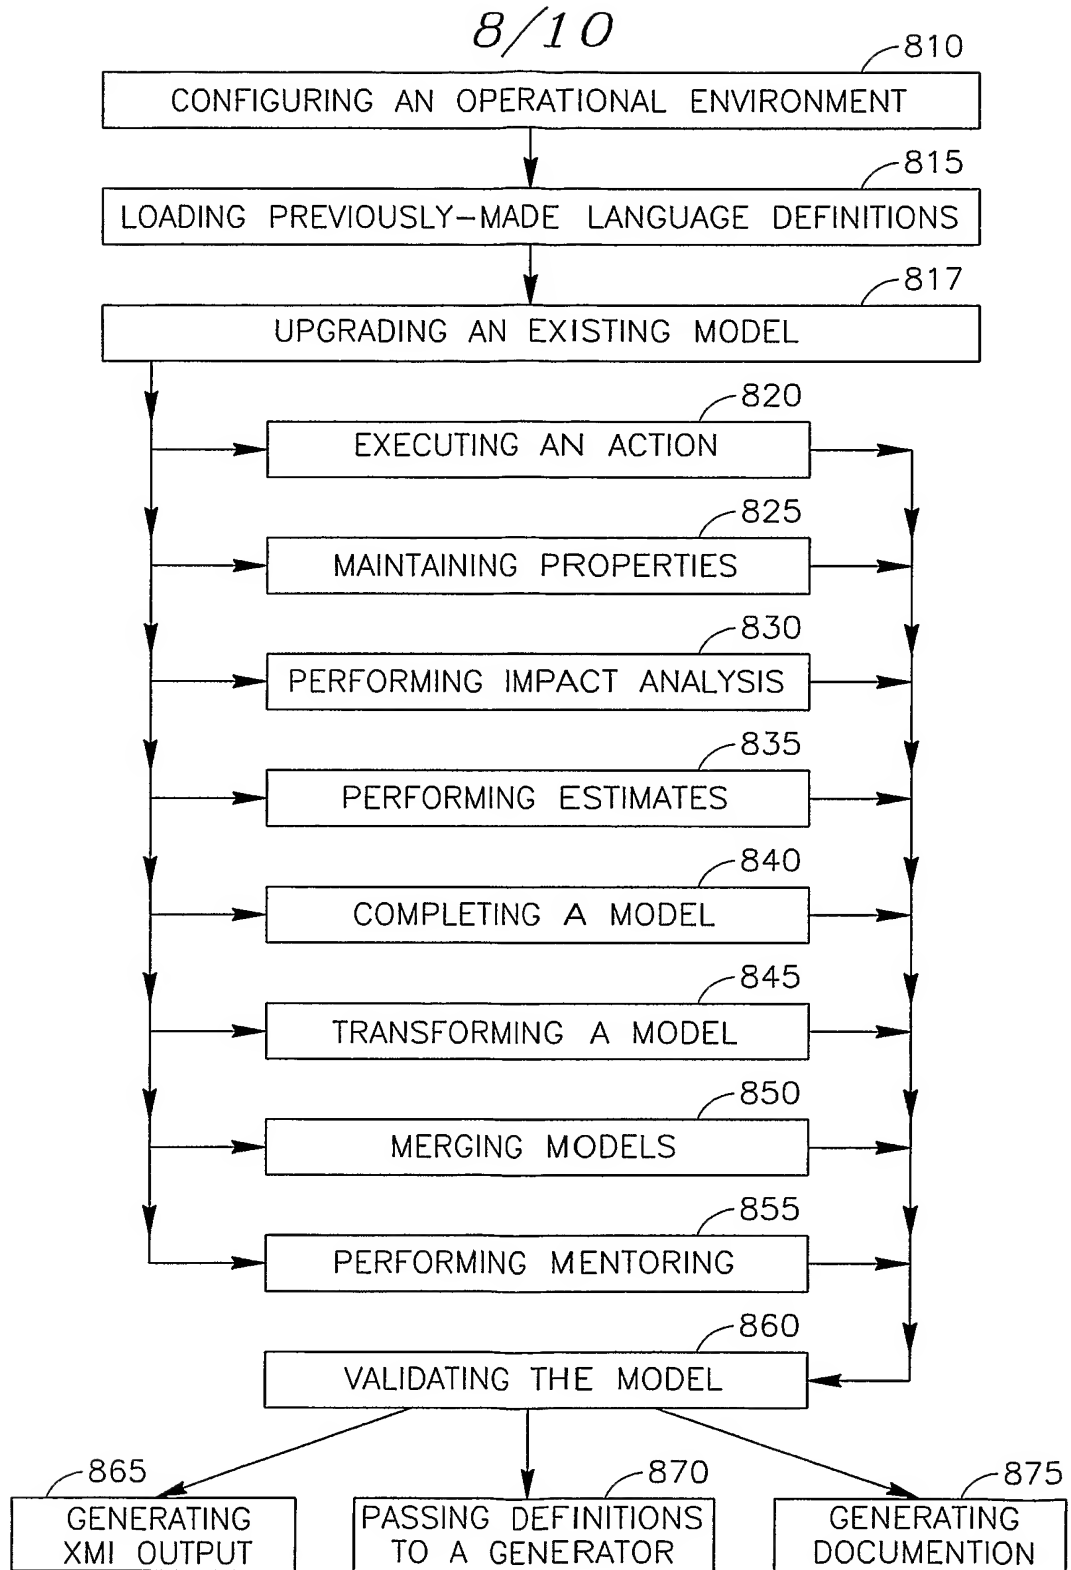 8/10
810
CONFIGURING AN OPERATIONAL ENVIRONMENT
815
LOADING PREVIOUSLY-MADE LANGUAGE DEFINITIONS
817
UPGRADING AN EXISTING MODEL
820
EXECUTING AN ACTION
825
MAINTAINING PROPERTIES
830
PERFORMING IMPACT ANALYSIS
835
PERFORMING ESTIMATES
840
COMPLETING A MODEL
845
TRANSFORMING A MODEL
850
MERGING MODELS
855
PERFORMING MENTORING
860
VALIDATING THE MODEL
865
GENERATING
XMI OUTPUT
870
PASSING DEFINITIONS
TO A GENERATOR
875
GENERATING
DOCUMENTION